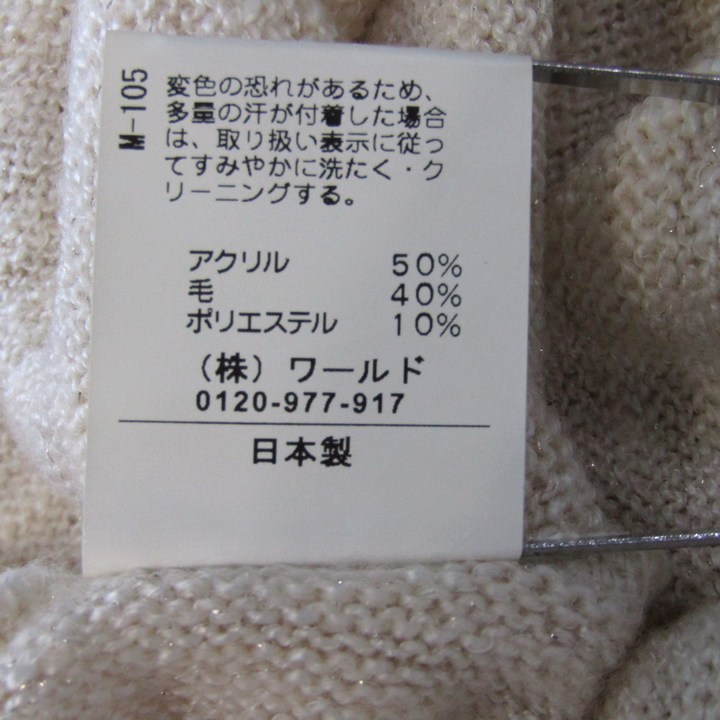 M-105
変色の恐れがあるため、
多量の汗が付着した場合
は、取り扱い表示に従っ
てすみやかに洗たく・ク
リーニングする。
アクリル 50%
毛 40%
ポリエステル 10%
（株）ワールド
0120-977-917
日本製